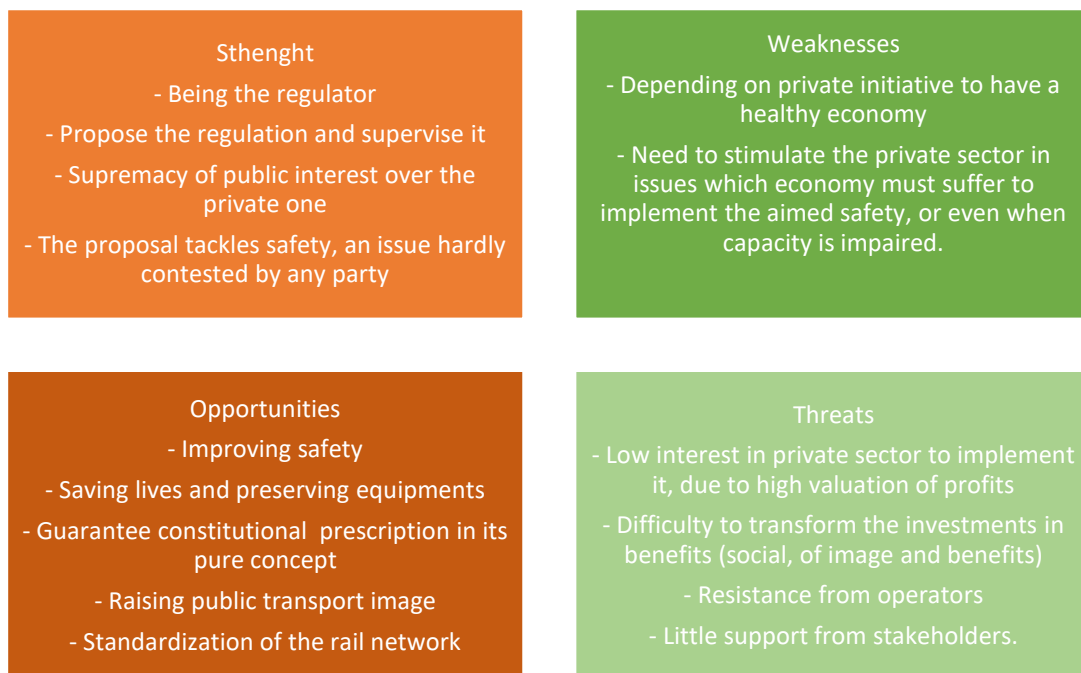 Sthenght
- Being the regulator
- Propose the regulation and supervise it
- Supremacy of public interest over the
private one
- The proposal tackles safety, an issue hardly
contested by any party
Weaknesses
- Depending on private initiative to have a
healthy economy
- Need to stimulate the private sector in
issues which economy must suffer to
implement the aimed safety, or even when
capacity is impaired.
Opportunities
- Improving safety
- Saving lives and preserving equipments
- Guarantee constitutional  prescription in its
pure concept
- Raising public transport image
- Standardization of the rail network
Threats
- Low interest in private sector to implement
it, due to high valuation of profits
- Difficulty to transform the investments in
benefits (social, of image and benefits)
- Resistance from operators
- Little support from stakeholders.